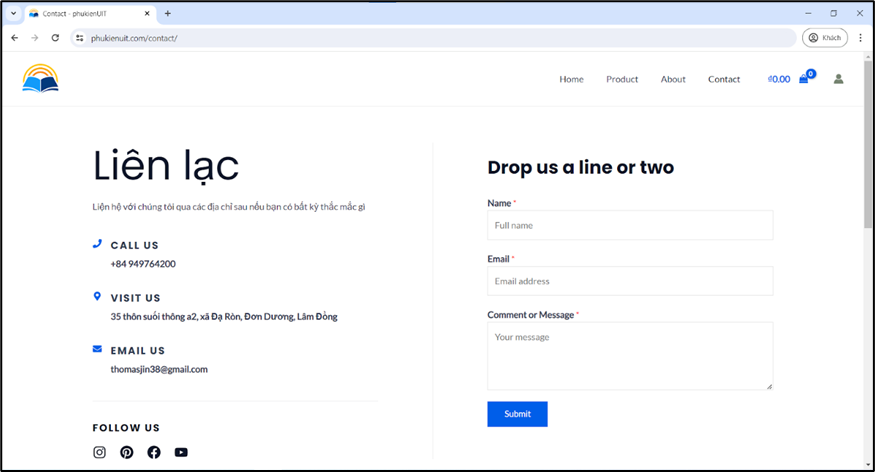 Contact - phukienUIT
phukienuit.com/contact/
Khách
Home Product About Contact ₫0.00 0
Liên lạc
Liện hệ với chúng tôi qua các địa chỉ sau nếu bạn có bất kỳ thắc mắc gì
CALL US
+84 949764200
VISIT US
35 thôn suối thông a2, xã Đạ Ròn, Đơn Dương, Lâm Đồng
EMAIL US
thomasjin38@gmail.com
FOLLOW US
Drop us a line or two
Name *
Full name
Email *
Email address
Comment or Message *
Your message
Submit